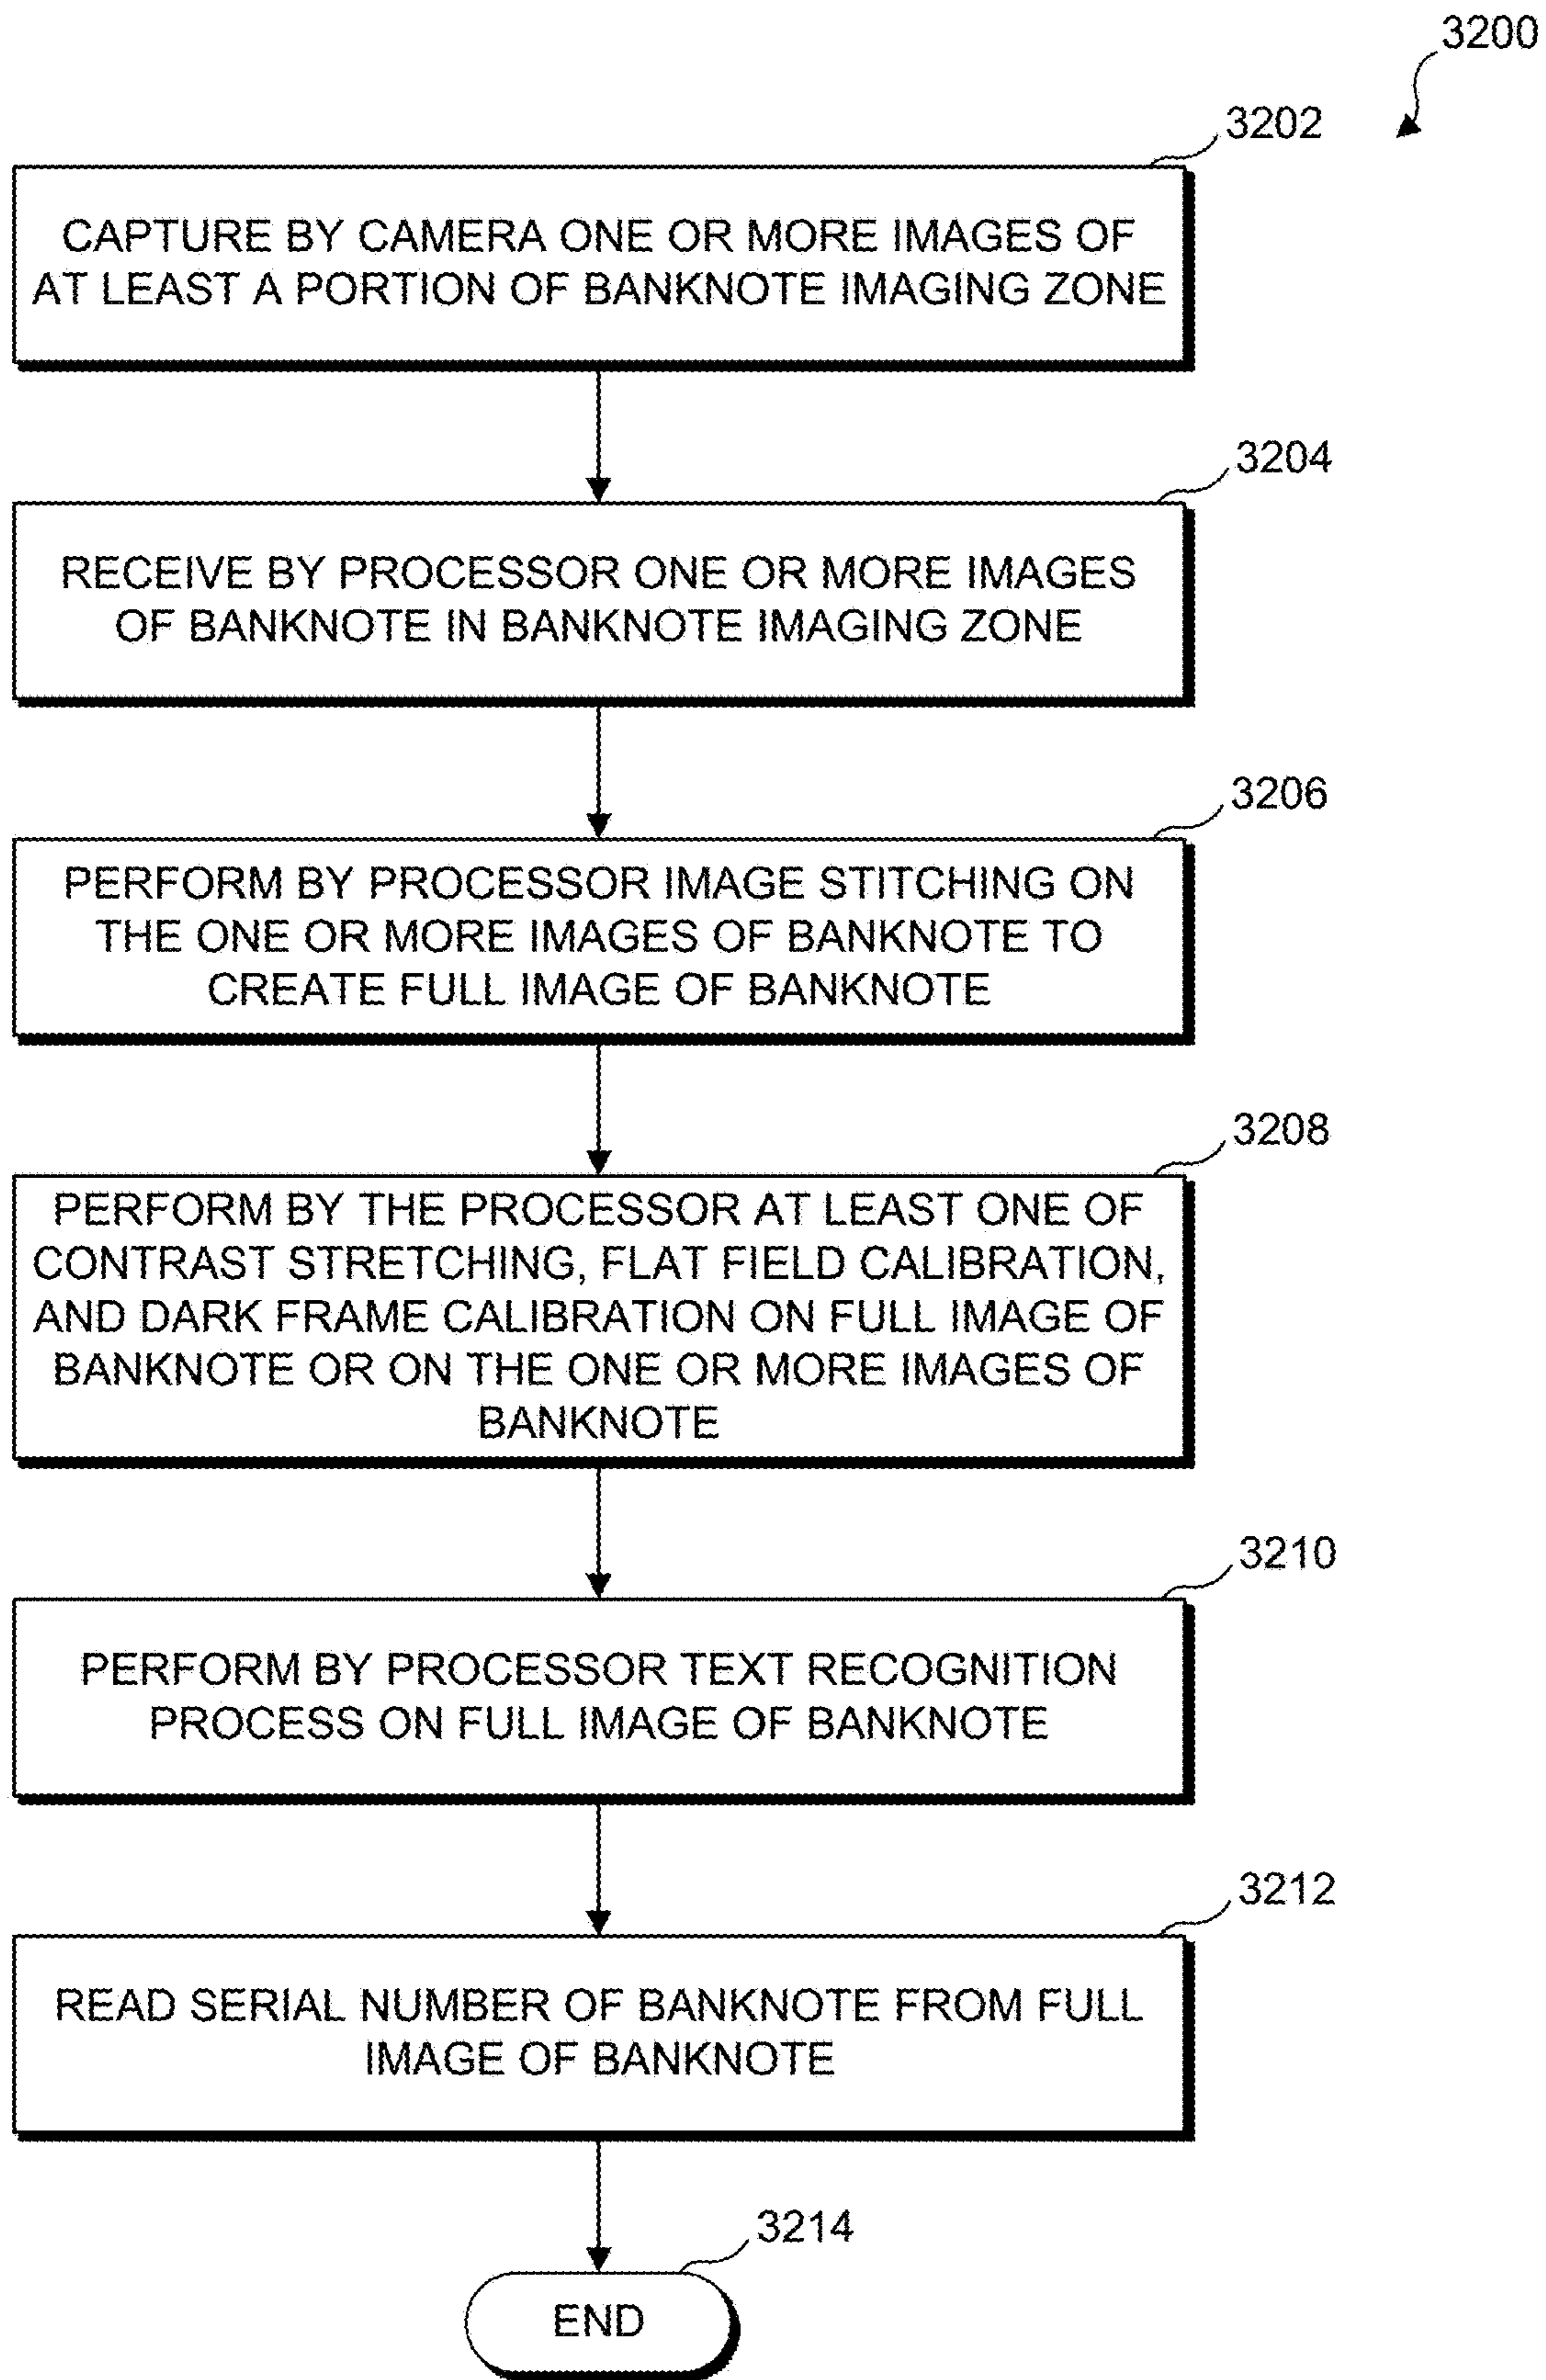 3200
3202
CAPTURE BY CAMERA ONE OR MORE IMAGES OF
AT LEAST A PORTION OF BANKNOTE IMAGING ZONE
3204
RECEIVE BY PROCESSOR ONE OR MORE IMAGES
OF BANKNOTE IN BANKNOTE IMAGING ZONE
3206
PERFORM BY PROCESSOR IMAGE STITCHING ON
THE ONE OR MORE IMAGES OF BANKNOTE TO
CREATE FULL IMAGE OF BANKNOTE
3208
PERFORM BY THE PROCESSOR AT LEAST ONE OF
CONTRAST STRETCHING, FLAT FIELD CALIBRATION,
AND DARK FRAME CALIBRATION ON FULL IMAGE OF
BANKNOTE OR ON THE ONE OR MORE IMAGES OF
BANKNOTE
3210
PERFORM BY PROCESSOR TEXT RECOGNITION
PROCESS ON FULL IMAGE OF BANKNOTE
3212
READ SERIAL NUMBER OF BANKNOTE FROM FULL
IMAGE OF BANKNOTE
3214
END